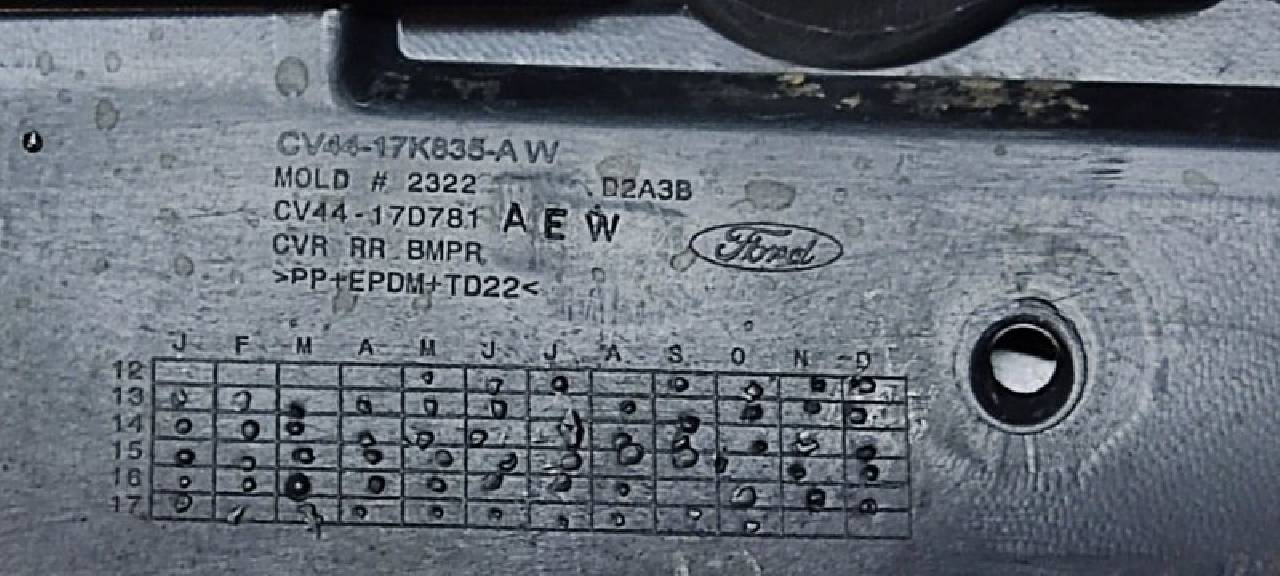 CV44-17K835-A W
MOLD # 2322 D2A3B
CV44-17D781 A E W
CVR RR BMPR
>PP+EPDM+TD22<
Ford
J F M A M J J A S O N D
12
13
14
15
16
17